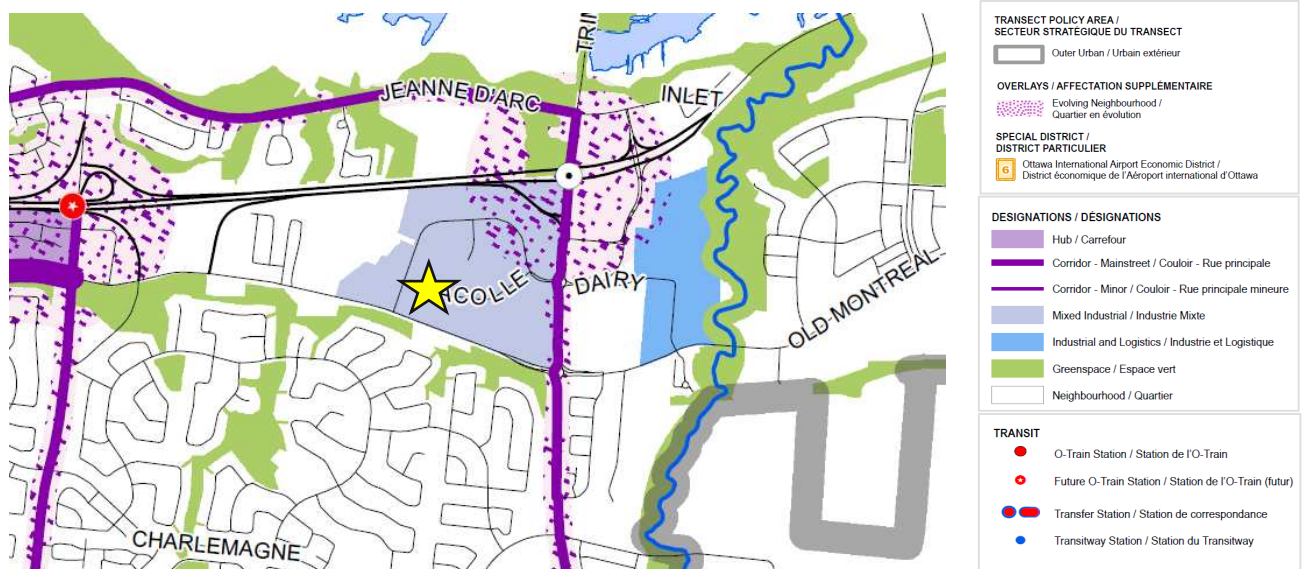 TRIM
JEANNE D'ARC
INLET
LACOLLE
DAIRY
OLD MONTREAL
CHARLEMAGNE
TRANSECT POLICY AREA /
SECTEUR STRATÉGIQUE DU TRANSECT
Outer Urban / Urbain extérieur
OVERLAYS / AFFECTATION SUPPLÉMENTAIRE
Evolving Neighbourhood /
Quartier en évolution
SPECIAL DISTRICT /
DISTRICT PARTICULIER
6
Ottawa International Airport Economic District /
District économique de l'Aéroport international d'Ottawa
DESIGNATIONS / DÉSIGNATIONS
Hub / Carrefour
Corridor - Mainstreet / Couloir - Rue principale
Corridor - Minor / Couloir - Rue principale mineure
Mixed Industrial / Industrie Mixte
Industrial and Logistics / Industrie et Logistique
Greenspace / Espace vert
Neighbourhood / Quartier
TRANSIT
O-Train Station / Station de l'O-Train
Future O-Train Station / Station de l'O-Train (futur)
Transfer Station / Station de correspondance
Transitway Station / Station du Transitway